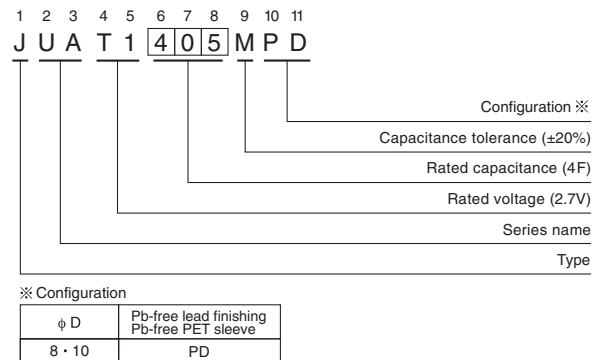 1 2 3 4 5 6 7 8 9 10 11
J U A T 1 4 0 5 M P D
Configuration ※
Capacitance tolerance (±20%)
Rated capacitance (4F)
Rated voltage (2.7V)
Series name
Type
※ Configuration
ϕ D
Pb-free lead finishing
Pb-free PET sleeve
8・10
PD